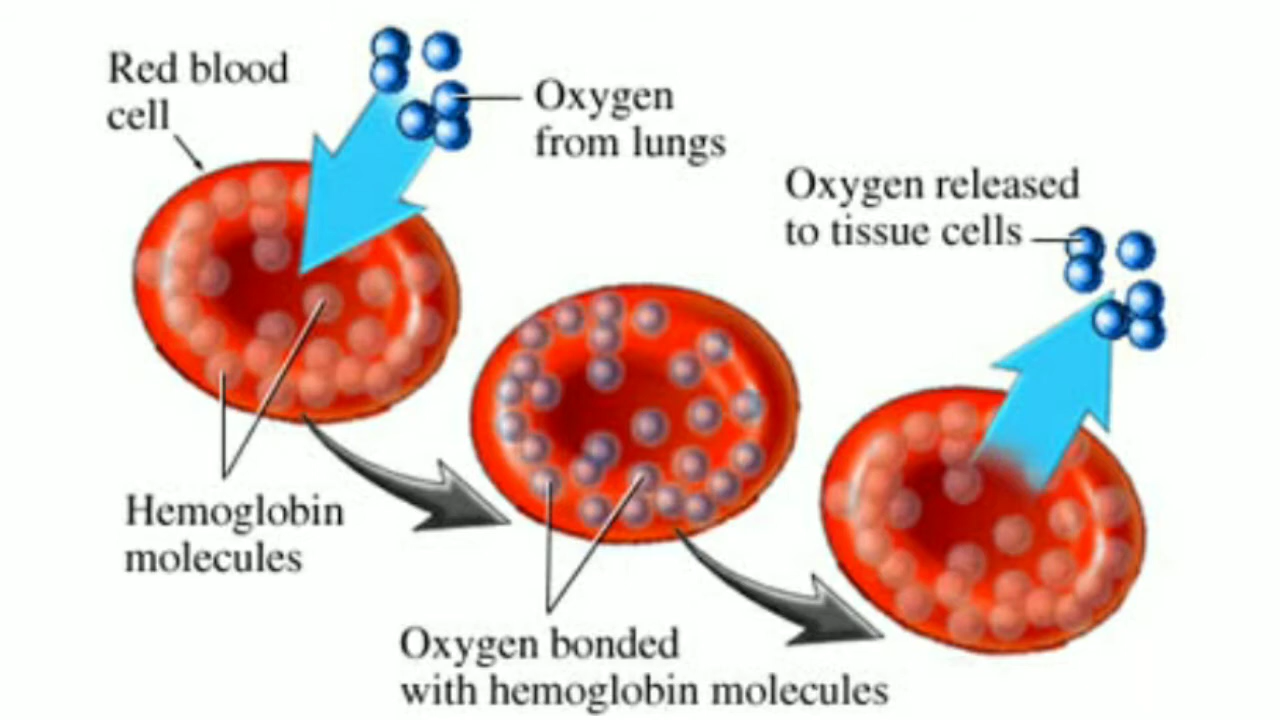 Red blood
cell
Oxygen
from lungs
Oxygen released
to tissue cells
Hemoglobin
molecules
Oxygen bonded
with hemoglobin molecules